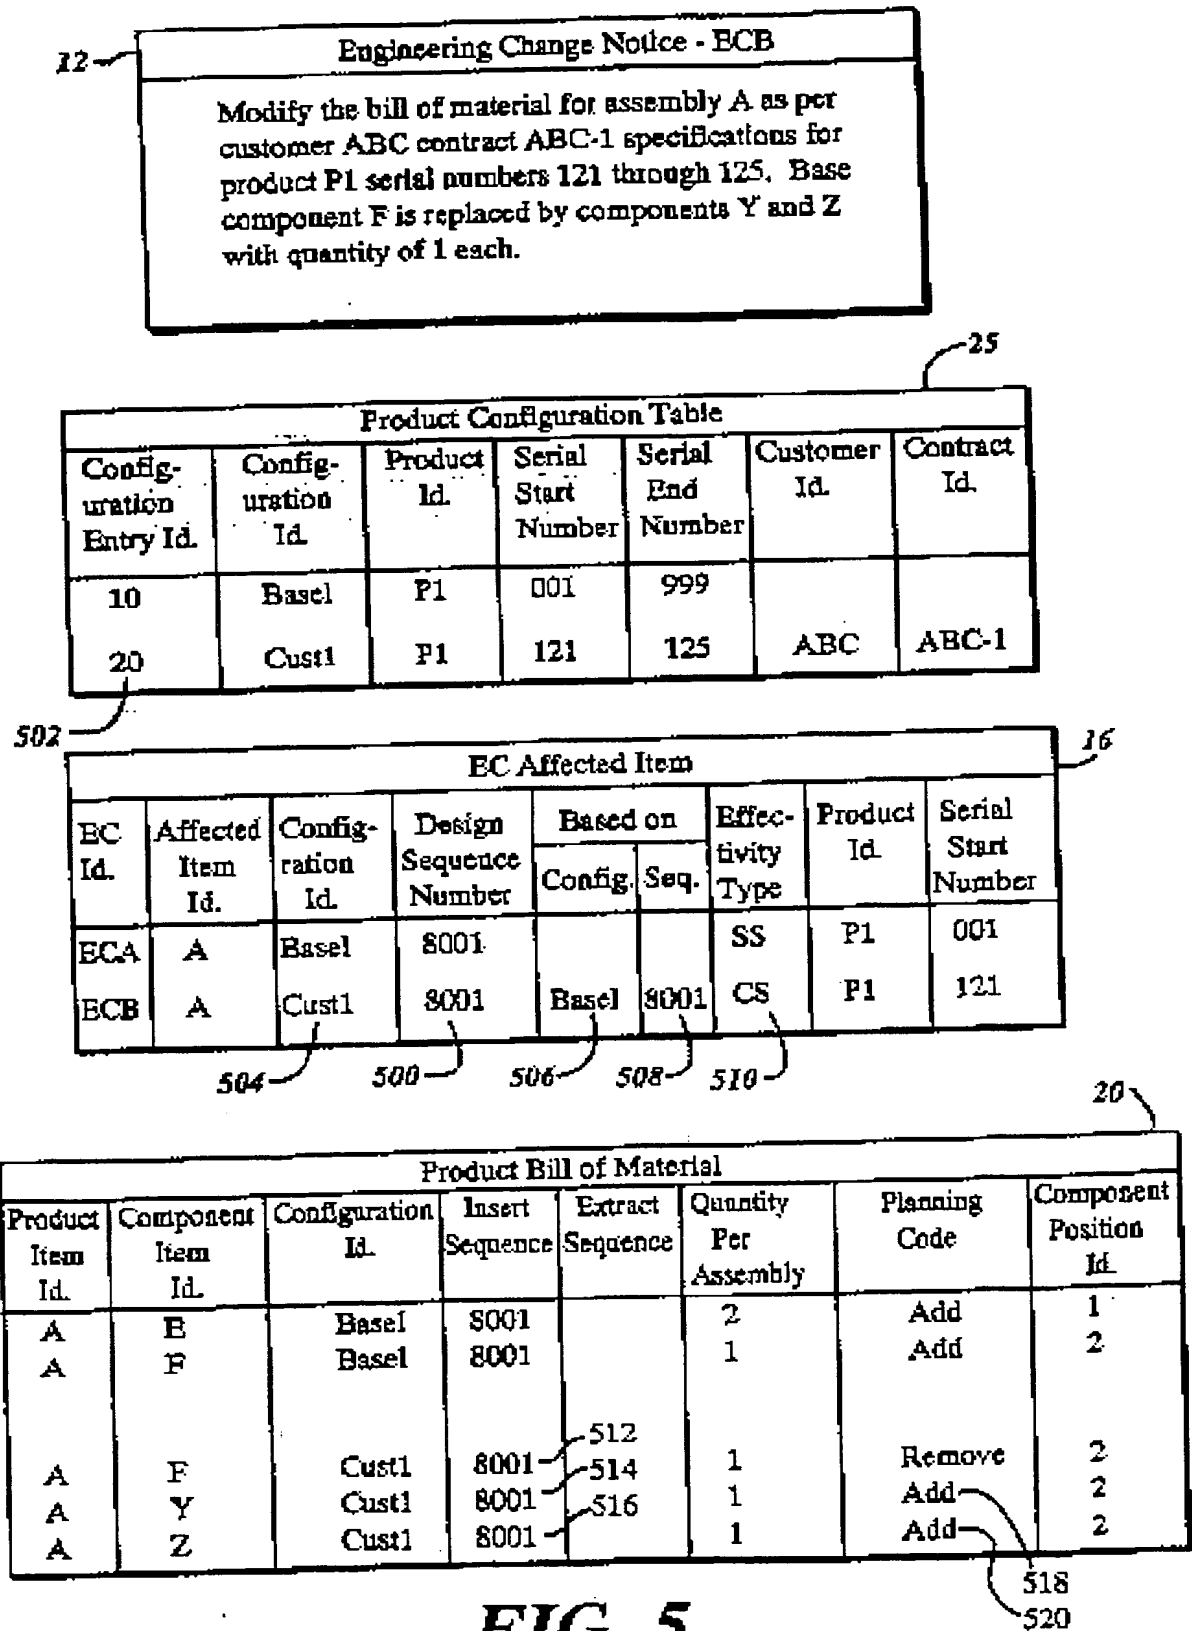 12
Engineering Change Notice - ECB
Modify the bill of material for assembly A as per
customer ABC contract ABC-1 specifications for
product P1 serial numbers 121 through 125. Base
component F is replaced by components Y and Z
with quantity of 1 each.
25
Product Configuration Table
Config- Config- Product Serial Serial Customer Contract
uration uration Id. Start End Id. Id.
Entry Id. Id. Number Number
10 Base1 P1 001 999
20 Cust1 P1 121 125 ABC ABC-1
502
16
EC Affected Item
EC Affected Config- Design Based on Effec- Product Serial
Id. Item ration Sequence Config. Seq. tivity Id. Start
Id. Id. Number Type Number
ECA A Base1 8001 SS P1 001
ECB A Cust1 8001 Base1 8001 CS P1 121
504 500 506 508 510
20
Product Bill of Material
Product Component Configuration Insert Extract Quantity Planning Component
Item Item Id. Sequence Sequence Per Code Position
Id. Id. Assembly Id.
A E Base1 8001 2 Add 1
A F Base1 8001 1 Add 2
512
A F Cust1 8001 1 Remove 2
514
A Y Cust1 8001 1 Add 2
516
A Z Cust1 8001 1 Add 2
518
520
FIG. 5